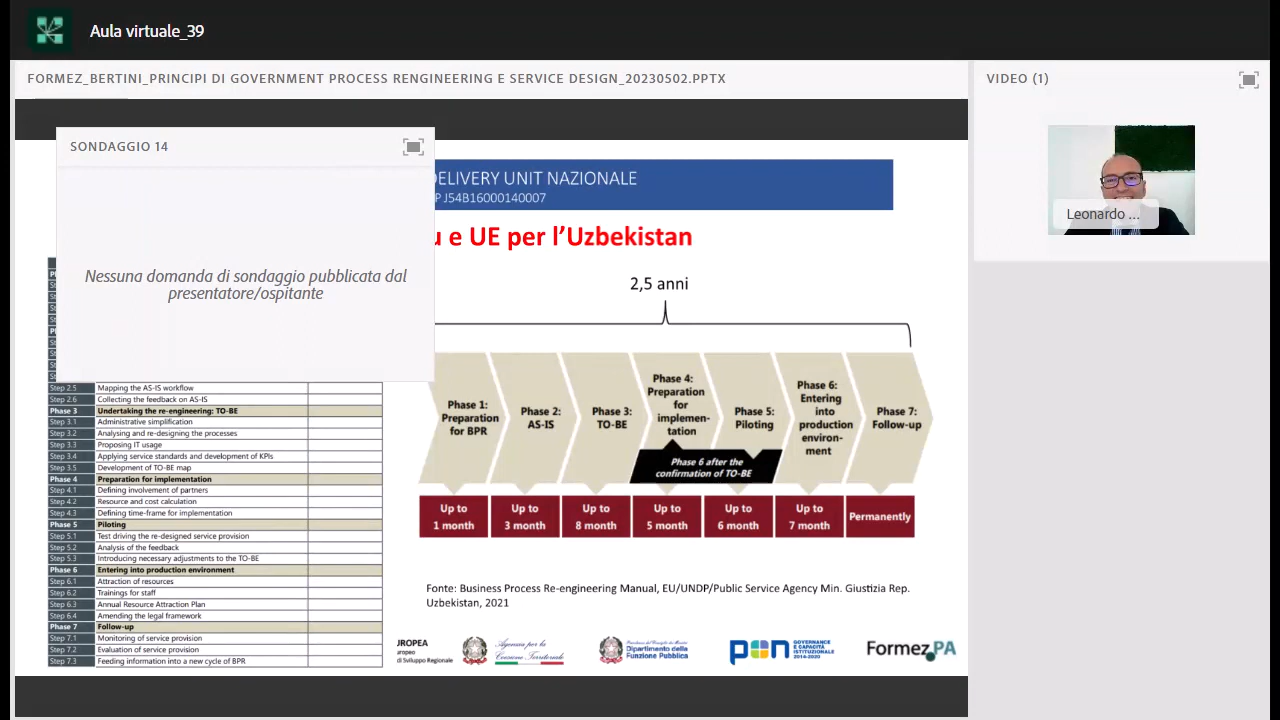 Aula virtuale_39
FORMEZ_BERTINI_PRINCIPI DI GOVERNMENT PROCESS RENGINEERING E SERVICE DESIGN_20230502.PPTX
VIDEO (1)
Leonardo ...
SONDAGGIO 14
Nessuna domanda di sondaggio pubblicata dal
presentatore/ospitante
DELIVERY UNIT NAZIONALE
P J54B16000140007
u e UE per l'Uzbekistan
Step 2.5 Mapping the AS-IS workflow
Step 2.6 Collecting the feedback on AS-IS
Phase 3 Undertaking the re-engineering: TO-BE
Step 3.1 Administrative simplification
Step 3.2 Analysing and re-designing the processes
Step 3.3 Proposing IT usage
Step 3.4 Applying service standards and development of KPIs
Step 3.5 Development of TO-BE map
Phase 4 Preparation for implementation
Step 4.1 Defining involvement of partners
Step 4.2 Resource and cost calculation
Step 4.3 Defining time-frame for implementation
Phase 5 Piloting
Step 5.1 Test driving the re-designed service provision
Step 5.2 Analysis of the feedback
Step 5.3 Introducing necessary adjustments to the TO-BE
Phase 6 Entering into production environment
Step 6.1 Attraction of resources
Step 6.2 Trainings for staff
Step 6.3 Annual Resource Attraction Plan
Step 6.4 Amending the legal framework
Phase 7 Follow-up
Step 7.1 Monitoring of service provision
Step 7.2 Evaluation of service provision
Step 7.3 Feeding information into a new cycle of BPR
2,5 anni
Phase 1:
Preparation
for BPR
Phase 2:
AS-IS
Phase 3:
TO-BE
Phase 4:
Preparation
for
implemen-
tation
Phase 5:
Piloting
Phase 6:
Entering
into
production
environ-
ment
Phase 7:
Follow-up
Phase 6 after the
confirmation of TO-BE
Up to
1 month
Up to
3 month
Up to
8 month
Up to
5 month
Up to
6 month
Up to
7 month
Permanently
Fonte: Business Process Re-engineering Manual, EU/UNDP/Public Service Agency Min. Giustizia Rep.
Uzbekistan, 2021
UROPEA
uropeo
di Sviluppo Regionale
Agenzia per la
Coesione Territoriale
Presidenza del Consiglio dei Ministri
Dipartimento della
Funzione Pubblica
pon
GOVERNANCE
E CAPACITÀ
ISTITUZIONALE
2014-2020
FormezPA